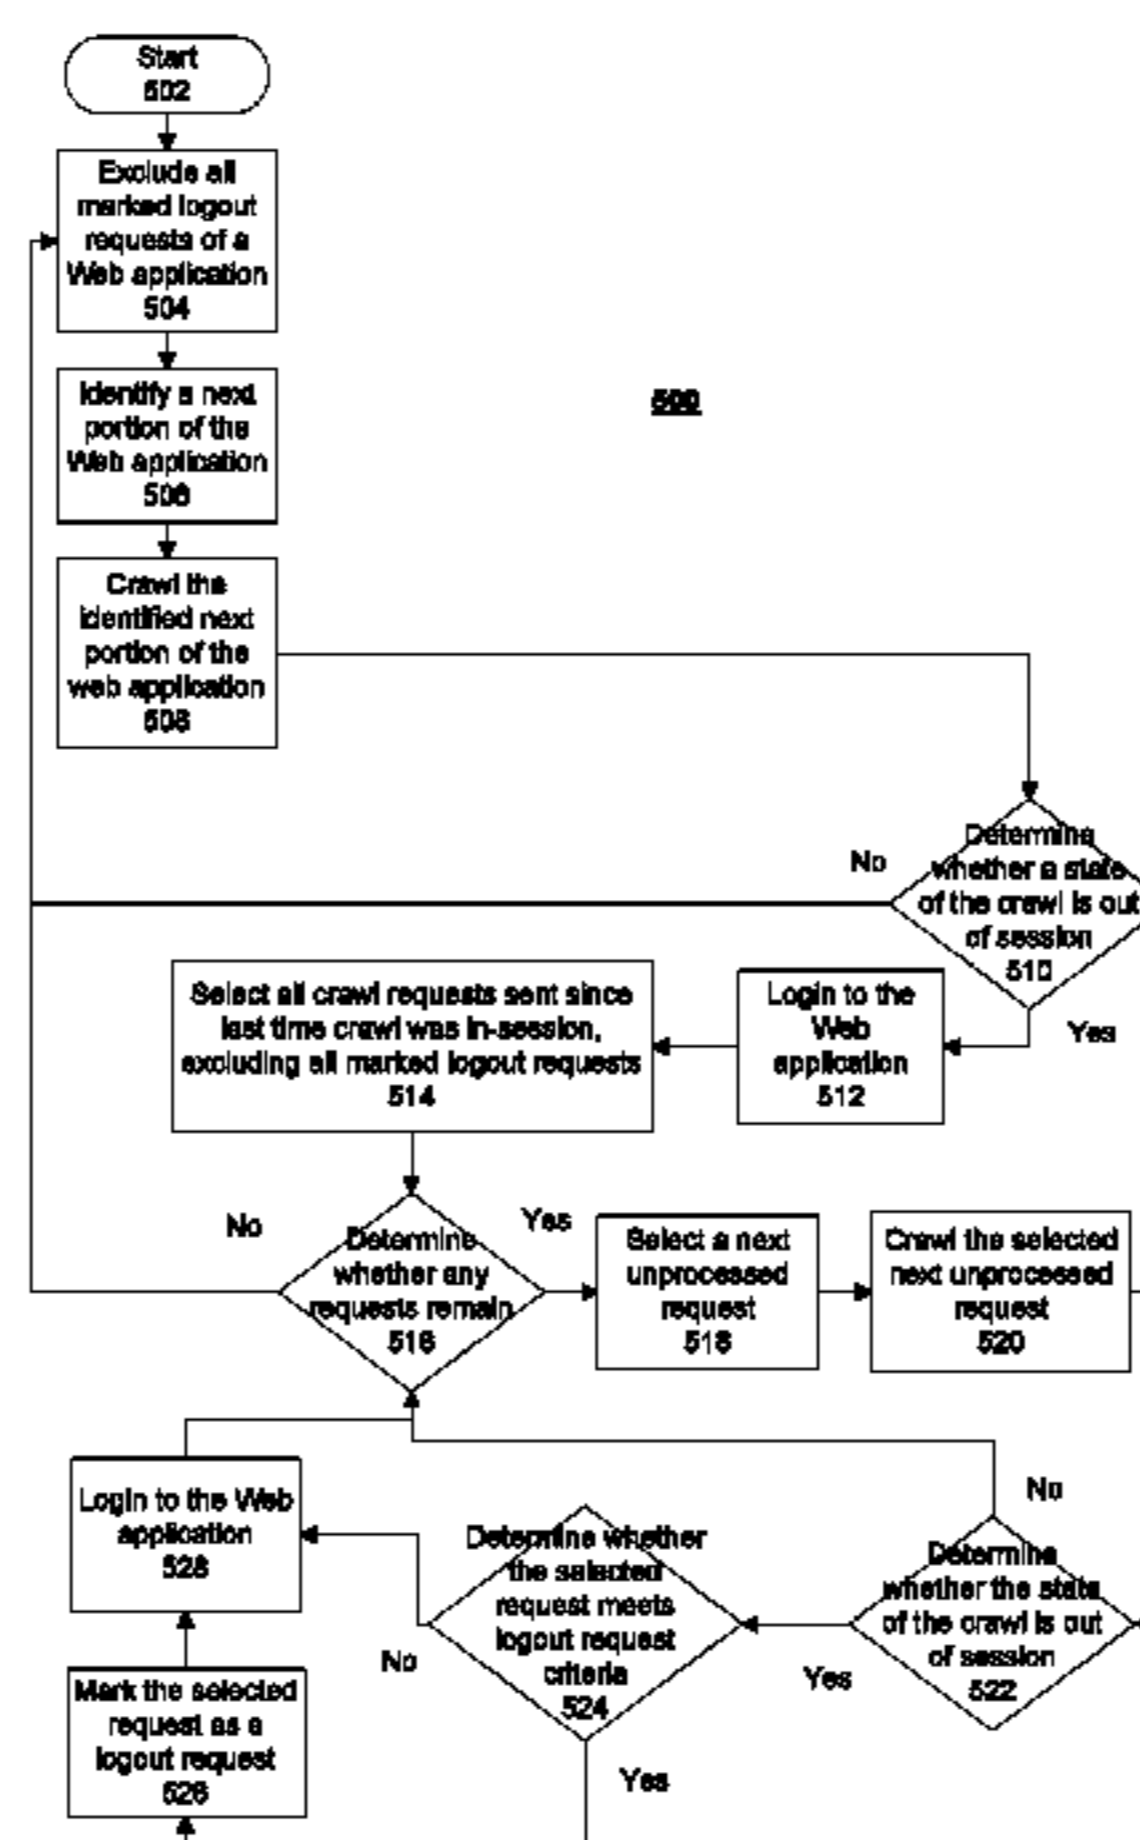 Start
502
Exclude all
marked logout
requests of a
Web application
504
Identify a next
portion of the
Web application
506
500
Crawl the
identified next
portion of the
web application
508
No
Determine
whether a state
of the crawl is out
of session
510
Yes
Login to the
Web
application
512
Select all crawl requests sent since
last time crawl was in-session,
excluding all marked logout requests
514
No
Determine
whether any
requests remain
516
Yes
Select a next
unprocessed
request
518
Crawl the selected
next unprocessed
request
520
No
Determine
whether the state
of the crawl is out
of session
522
Yes
Determine whether
the selected
request meets
logout request
criteria
524
No
Yes
Login to the Web
application
528
Mark the selected
request as a
logout request
526